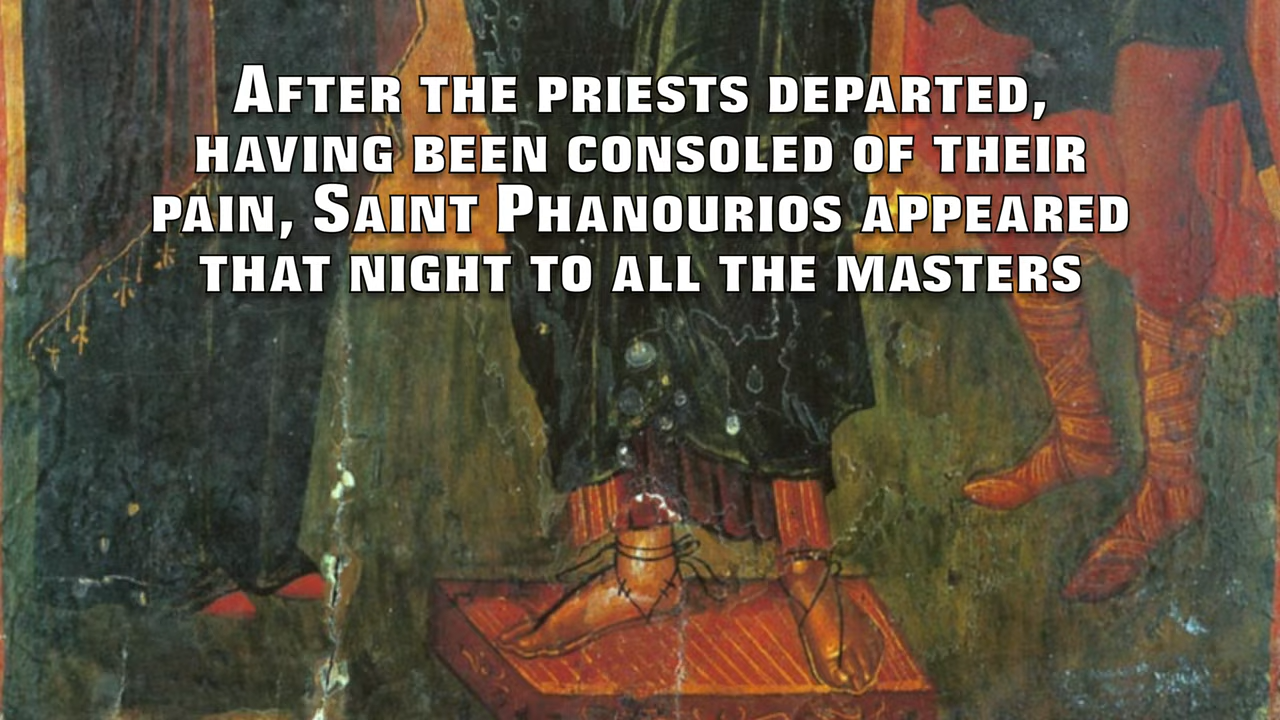 After the priests departed,
having been consoled of their
pain, Saint Phanourios appeared
that night to all the masters